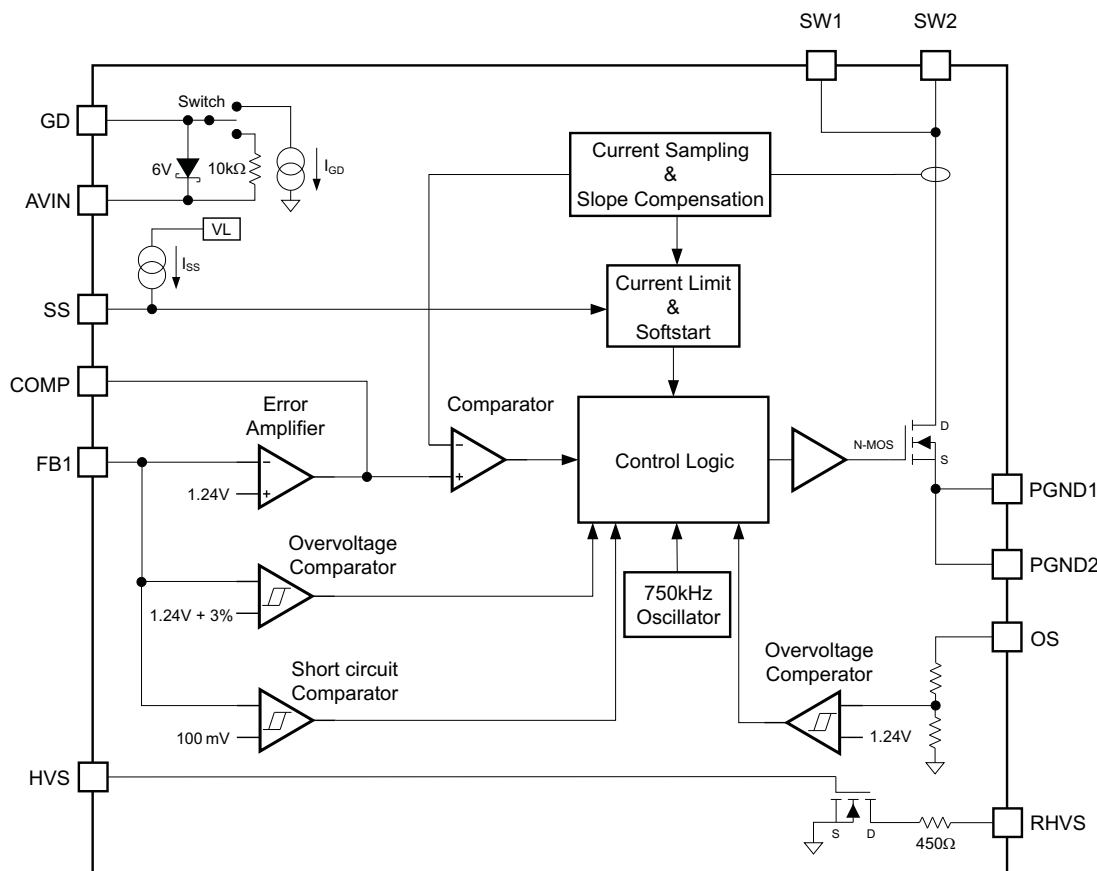 SW1
SW2
GD
Switch
6V
10kΩ
I_GD
AVIN
VL
I_SS
Current Sampling
&
Slope Compensation
SS
Current Limit
&
Softstart
COMP
Error
Amplifier
Comparator
FB1
−
+
1.24V
−
+
Control Logic
N-MOS
D
S
PGND1
PGND2
Overvoltage
Comparator
1.24V + 3%
750kHz
Oscillator
OS
Short circuit
Comparator
100 mV
Overvoltage
Comperator
1.24V
HVS
S
D
450Ω
RHVS